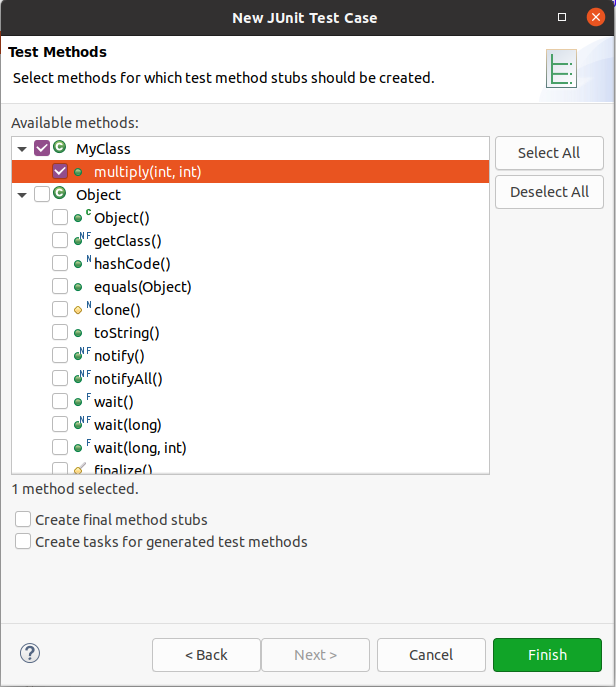 New JUnit Test Case
Test Methods
Select methods for which test method stubs should be created.
Available methods:
MyClass
multiply(int, int)
Object
Object()
getClass()
hashCode()
equals(Object)
clone()
toString()
notify()
notifyAll()
wait()
wait(long)
wait(long, int)
finalize()
Select All
Deselect All
1 method selected.
Create final method stubs
Create tasks for generated test methods
< Back
Next >
Cancel
Finish